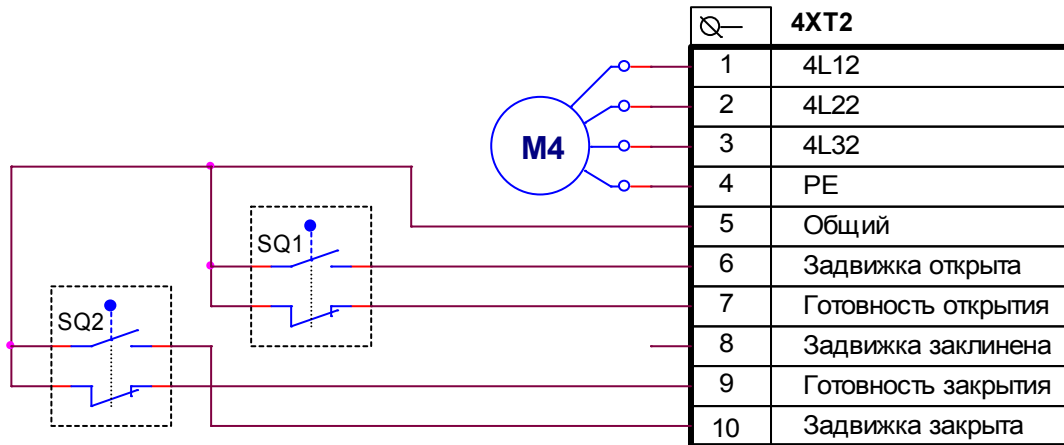 4XT2
1 4L12
2 4L22
3 4L32
4 PE
5 Общий
6 Задвижка открыта
7 Готовность открытия
8 Задвижка заклинена
9 Готовность закрытия
10 Задвижка закрыта
M4
SQ1
SQ2